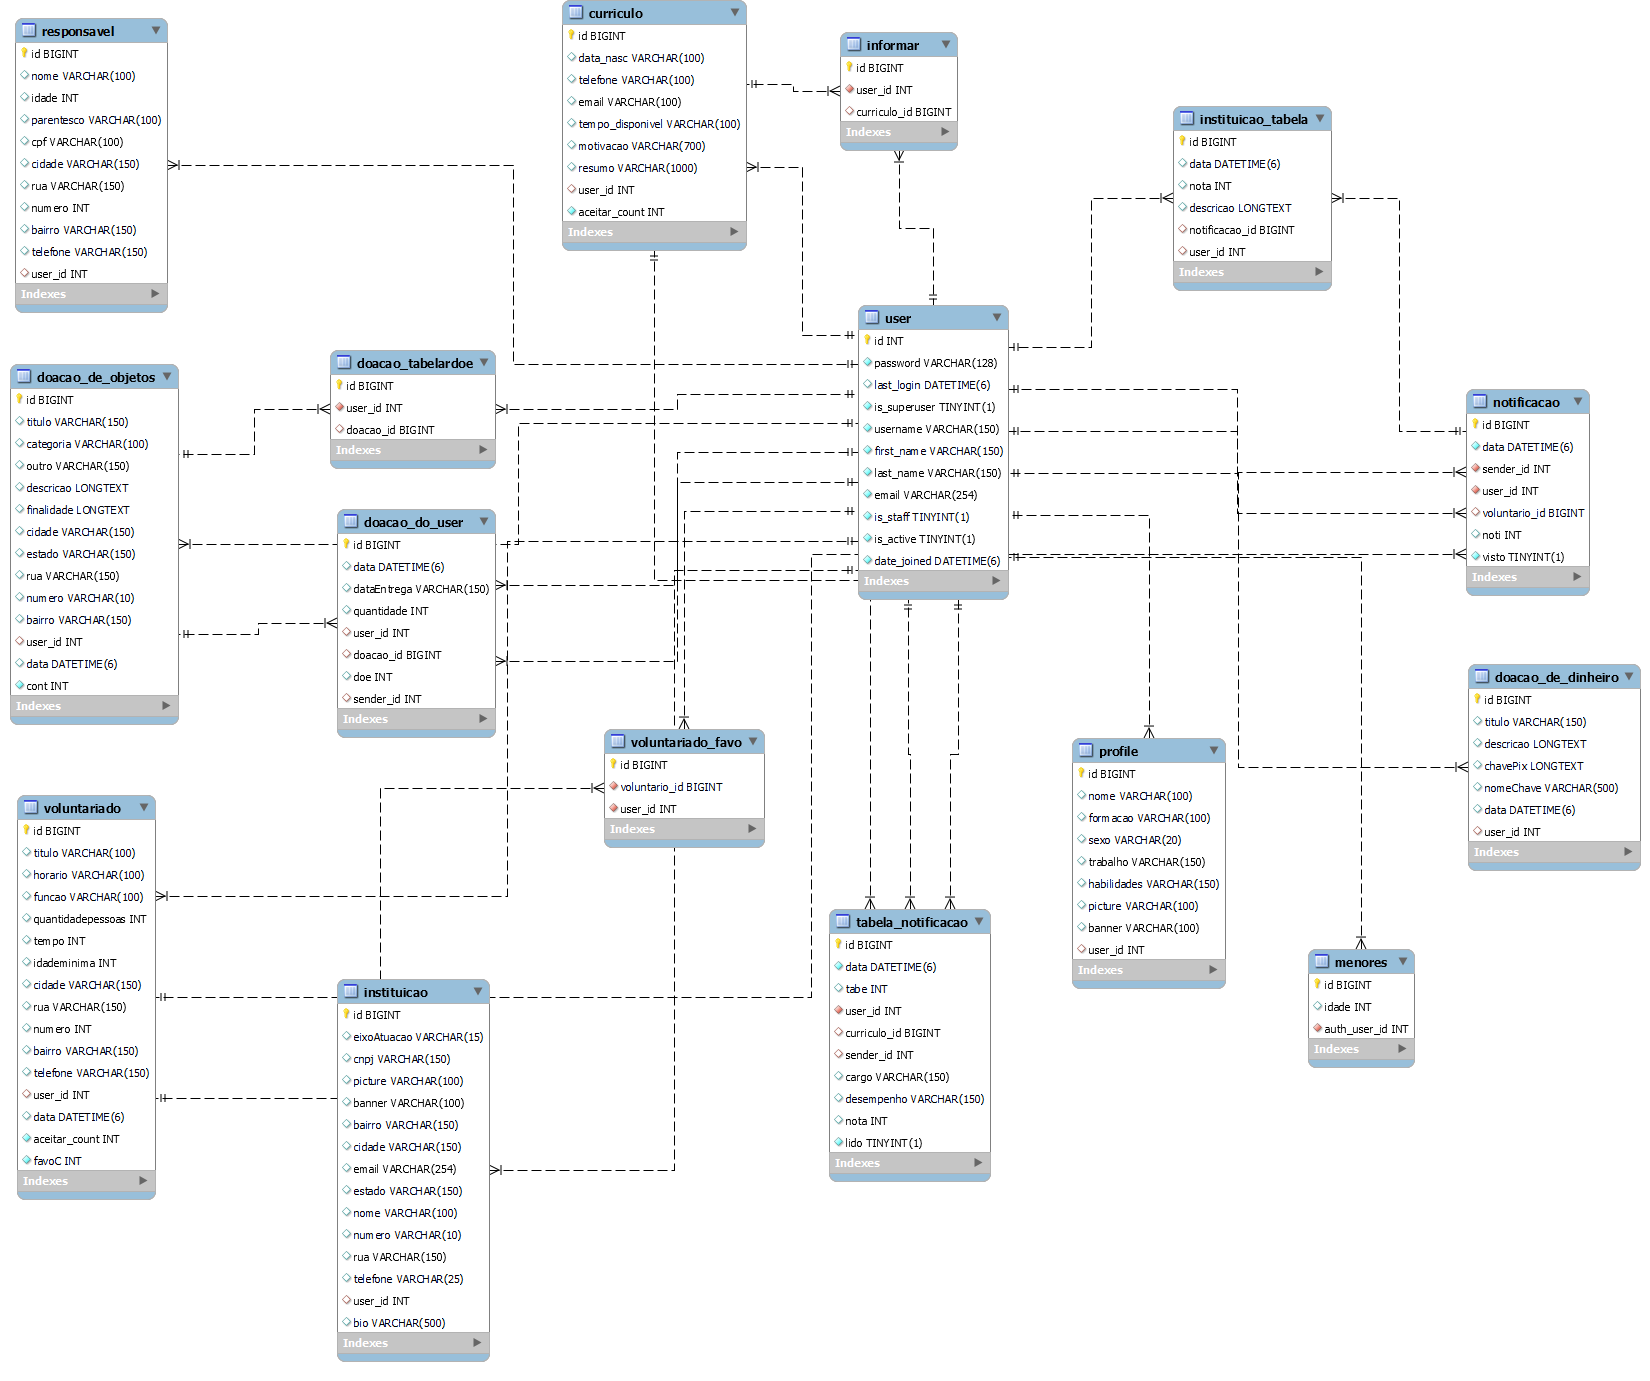 responsavel
id BIGINT
nome VARCHAR(100)
idade INT
parentesco VARCHAR(100)
cpf VARCHAR(100)
cidade VARCHAR(150)
rua VARCHAR(150)
numero INT
bairro VARCHAR(150)
telefone VARCHAR(150)
user_id INT
Indexes
curriculo
id BIGINT
data_nasc VARCHAR(100)
telefone VARCHAR(100)
email VARCHAR(100)
tempo_disponivel VARCHAR(100)
motivacao VARCHAR(700)
resumo VARCHAR(1000)
user_id INT
aceitar_count INT
Indexes
informar
id BIGINT
user_id INT
curriculo_id BIGINT
Indexes
instituicao_tabela
id BIGINT
data DATETIME(6)
nota INT
descricao LONGTEXT
notificacao_id BIGINT
user_id INT
Indexes
user
id INT
password VARCHAR(128)
last_login DATETIME(6)
is_superuser TINYINT(1)
username VARCHAR(150)
first_name VARCHAR(150)
last_name VARCHAR(150)
email VARCHAR(254)
is_staff TINYINT(1)
is_active TINYINT(1)
date_joined DATETIME(6)
Indexes
doacao_de_objetos
id BIGINT
titulo VARCHAR(150)
categoria VARCHAR(100)
outro VARCHAR(150)
descricao LONGTEXT
finalidade LONGTEXT
cidade VARCHAR(150)
estado VARCHAR(150)
rua VARCHAR(150)
numero VARCHAR(10)
bairro VARCHAR(150)
user_id INT
data DATETIME(6)
cont INT
Indexes
doacao_tabelardoe
id BIGINT
user_id INT
doacao_id BIGINT
Indexes
doacao_do_user
id BIGINT
data DATETIME(6)
dataEntrega VARCHAR(150)
quantidade INT
user_id INT
doacao_id BIGINT
doe INT
sender_id INT
Indexes
notificacao
id BIGINT
data DATETIME(6)
sender_id INT
user_id INT
voluntario_id BIGINT
noti INT
visto TINYINT(1)
Indexes
doacao_de_dinheiro
id BIGINT
titulo VARCHAR(150)
descricao LONGTEXT
chavePix LONGTEXT
nomeChave VARCHAR(500)
data DATETIME(6)
user_id INT
Indexes
voluntariado_favo
id BIGINT
voluntario_id BIGINT
user_id INT
Indexes
profile
id BIGINT
nome VARCHAR(100)
formacao VARCHAR(100)
sexo VARCHAR(20)
trabalho VARCHAR(150)
habilidades VARCHAR(150)
picture VARCHAR(100)
banner VARCHAR(100)
user_id INT
Indexes
voluntariado
id BIGINT
titulo VARCHAR(100)
horario VARCHAR(100)
funcao VARCHAR(100)
quantidadepessoas INT
tempo INT
idademinima INT
cidade VARCHAR(150)
rua VARCHAR(150)
numero INT
bairro VARCHAR(150)
telefone VARCHAR(150)
user_id INT
data DATETIME(6)
aceitar_count INT
favoC INT
Indexes
tabela_notificacao
id BIGINT
data DATETIME(6)
tabe INT
user_id INT
curriculo_id BIGINT
sender_id INT
cargo VARCHAR(150)
desempenho VARCHAR(150)
nota INT
lido TINYINT(1)
Indexes
menores
id BIGINT
idade INT
auth_user_id INT
Indexes
instituicao
id BIGINT
eixoAtuacao VARCHAR(15)
cnpj VARCHAR(150)
picture VARCHAR(100)
banner VARCHAR(100)
bairro VARCHAR(150)
cidade VARCHAR(150)
email VARCHAR(254)
estado VARCHAR(150)
nome VARCHAR(100)
numero VARCHAR(10)
rua VARCHAR(150)
telefone VARCHAR(25)
user_id INT
bio VARCHAR(500)
Indexes